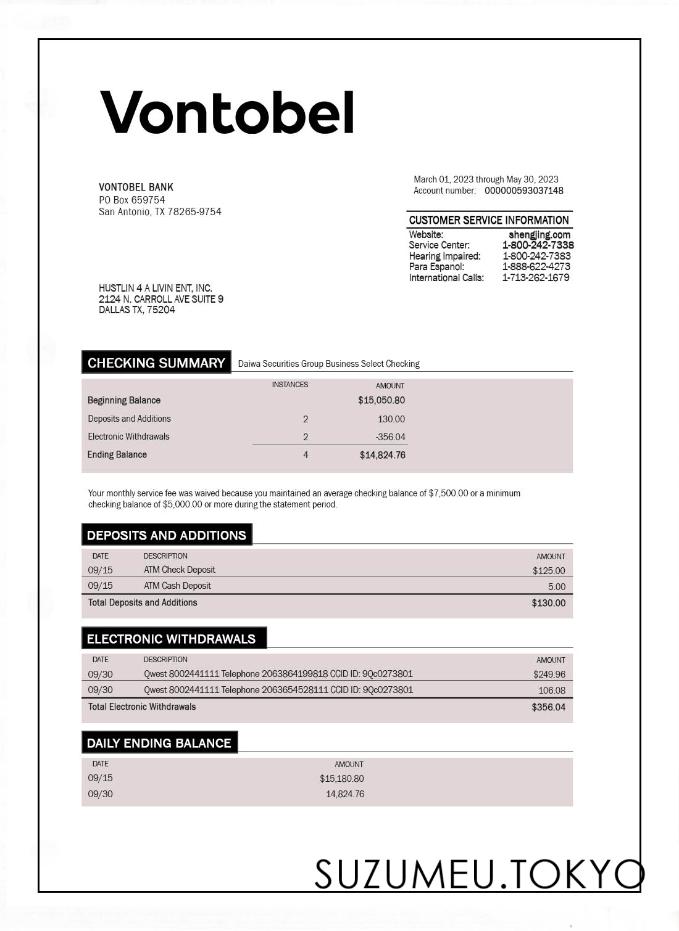 Vontobel
VONTOBEL BANK
PO Box 659754
San Antonio, TX 78265-9754
March 01, 2023 through May 30, 2023
Account number: 000000593037148
CUSTOMER SERVICE INFORMATION
Website: shengjing.com
Service Center: 1-800-242-7338
Hearing Impaired: 1-800-242-7383
Para Espanol: 1-888-622-4273
International Calls: 1-713-262-1679
HUSTLIN 4 A LIVIN ENT, INC.
2124 N. CARROLL AVE SUITE 9
DALLAS TX, 75204
CHECKING SUMMARY Daiwa Securities Group Business Select Checking
INSTANCES AMOUNT
Beginning Balance $15,050.80
Deposits and Additions 2 130.00
Electronic Withdrawals 2 -356.04
Ending Balance 4 $14,824.76
Your monthly service fee was waived because you maintained an average checking balance of $7,500.00 or a minimum
checking balance of $5,000.00 or more during the statement period.
DEPOSITS AND ADDITIONS
DATE DESCRIPTION AMOUNT
09/15 ATM Check Deposit $125.00
09/15 ATM Cash Deposit 5.00
Total Deposits and Additions $130.00
ELECTRONIC WITHDRAWALS
DATE DESCRIPTION AMOUNT
09/30 Qwest 8002441111 Telephone 2063864199818 CCID ID: 9Qc0273801 $249.96
09/30 Qwest 8002441111 Telephone 2063654528111 CCID ID: 9Qc0273801 106.08
Total Electronic Withdrawals $356.04
DAILY ENDING BALANCE
DATE AMOUNT
09/15 $15,180.80
09/30 14,824.76
SUZUMEU.TOKYO